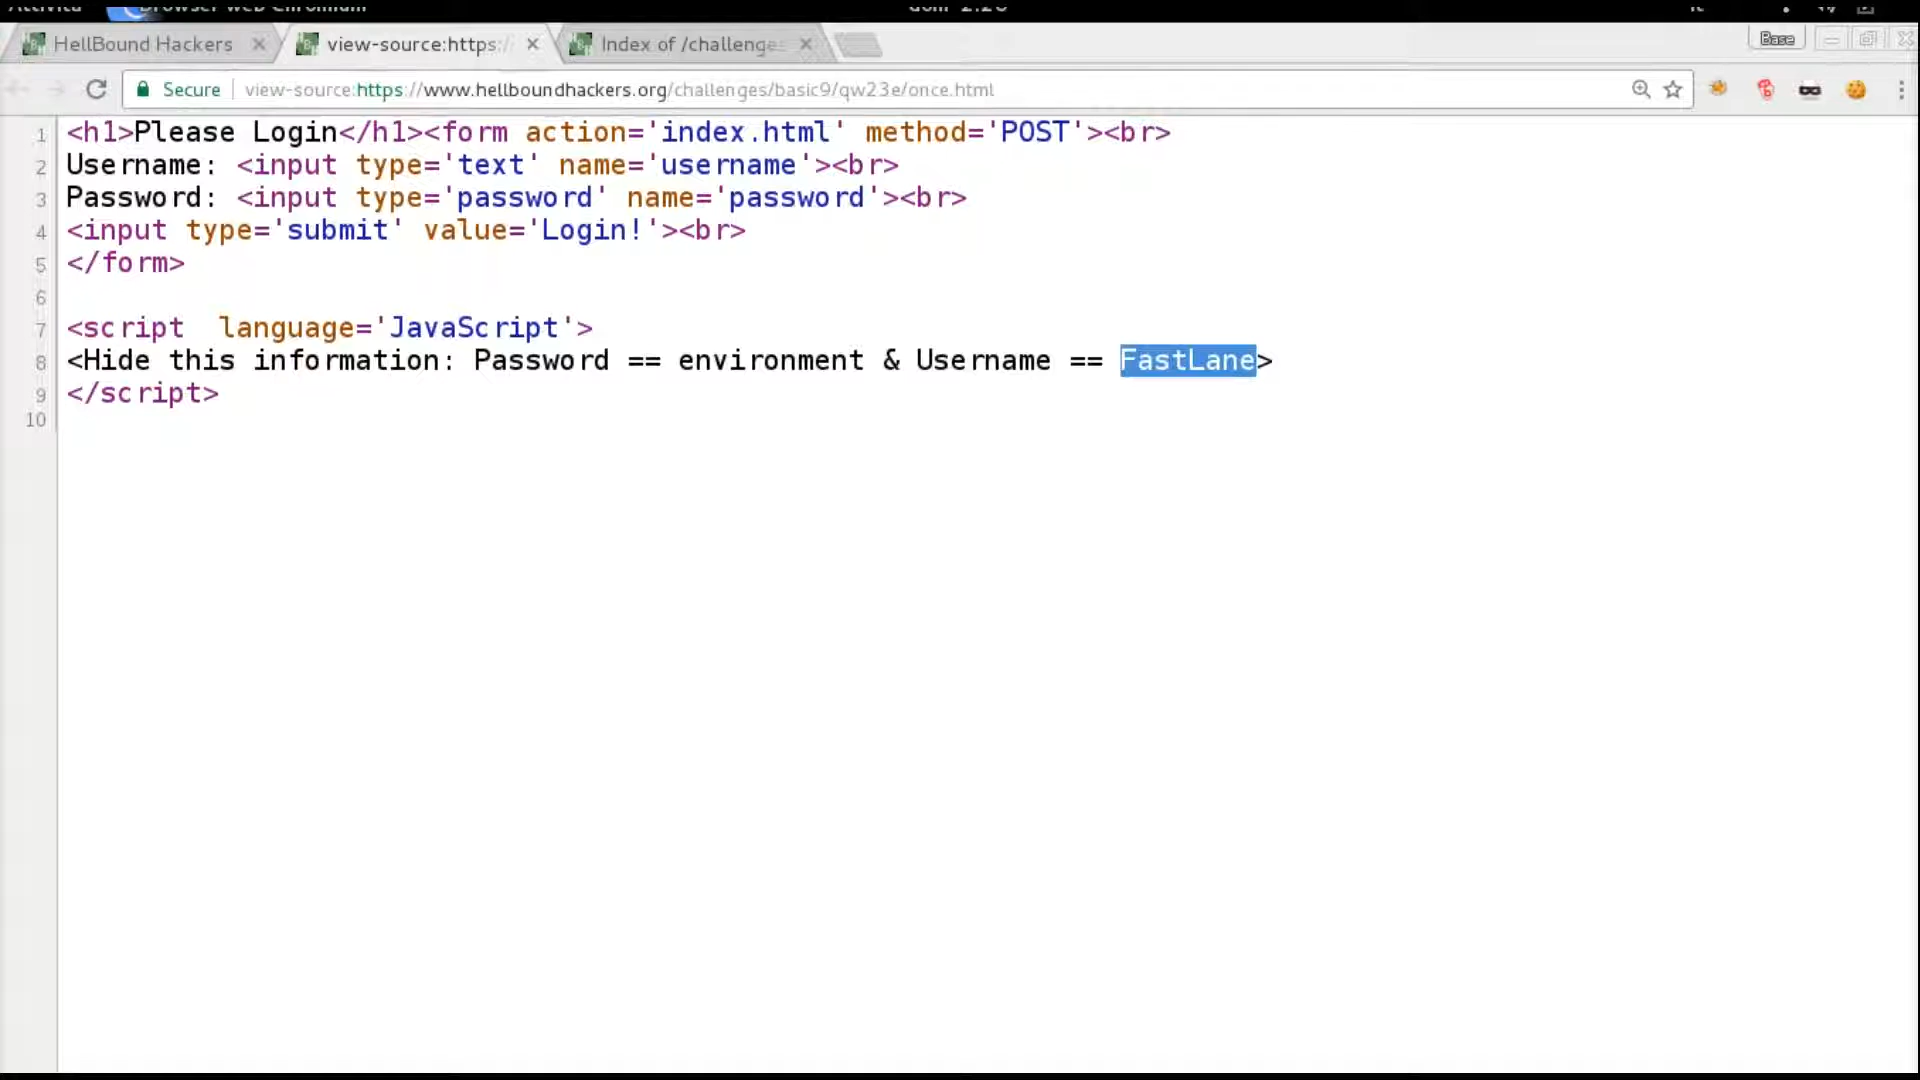 HellBound Hackers
view-source:https:/
Index of /challenge
Base
Secure
view-source:https://www.hellboundhackers.org/challenges/basic9/qw23e/once.html
1 <h1>Please Login</h1><form action='index.html' method='POST'><br>
2 Username: <input type='text' name='username'><br>
3 Password: <input type='password' name='password'><br>
4 <input type='submit' value='Login!'><br>
5 </form>
6
7 <script  language='JavaScript'>
8 <Hide this information: Password == environment & Username == FastLane>
9 </script>
10